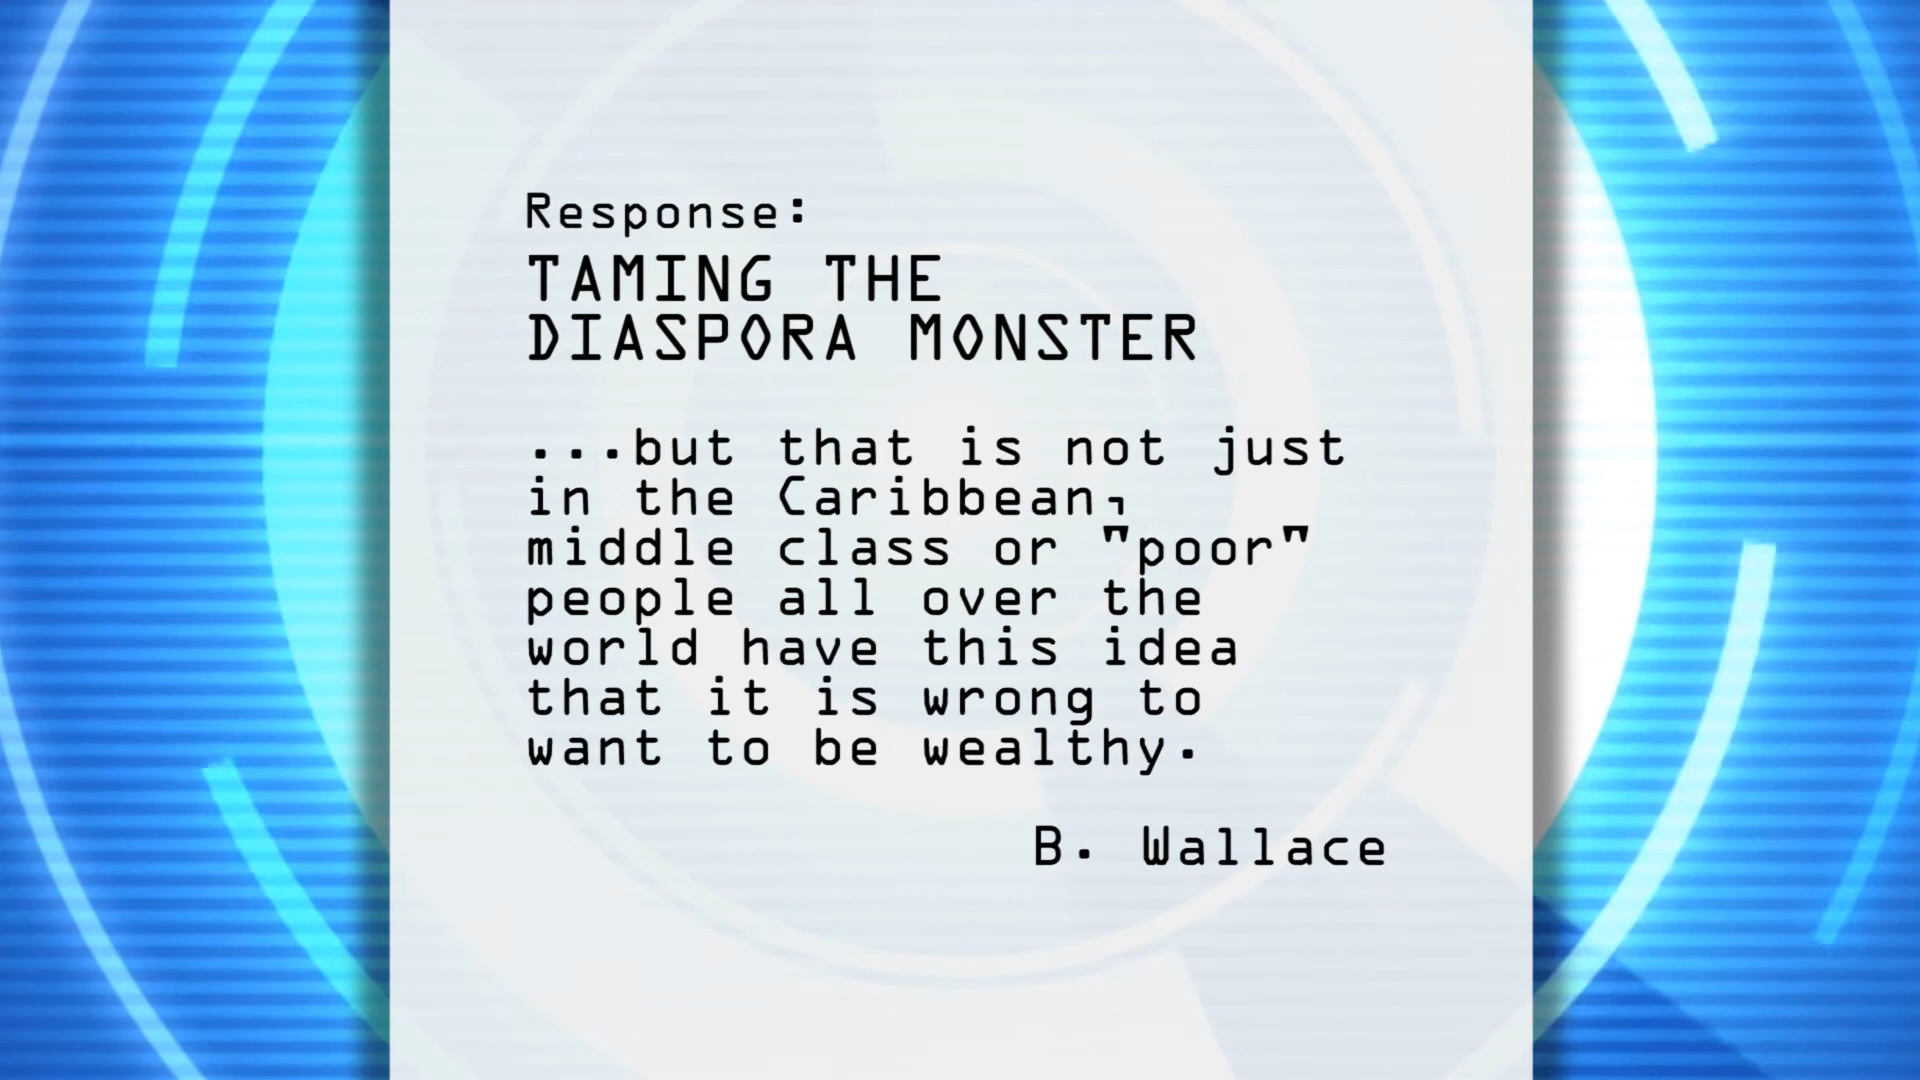 Response:
TAMING THE
DIASPORA MONSTER
...but that is not just
in the Caribbean,
middle class or "poor"
people all over the
world have this idea
that it is wrong to
want to be wealthy.
B. Wallace